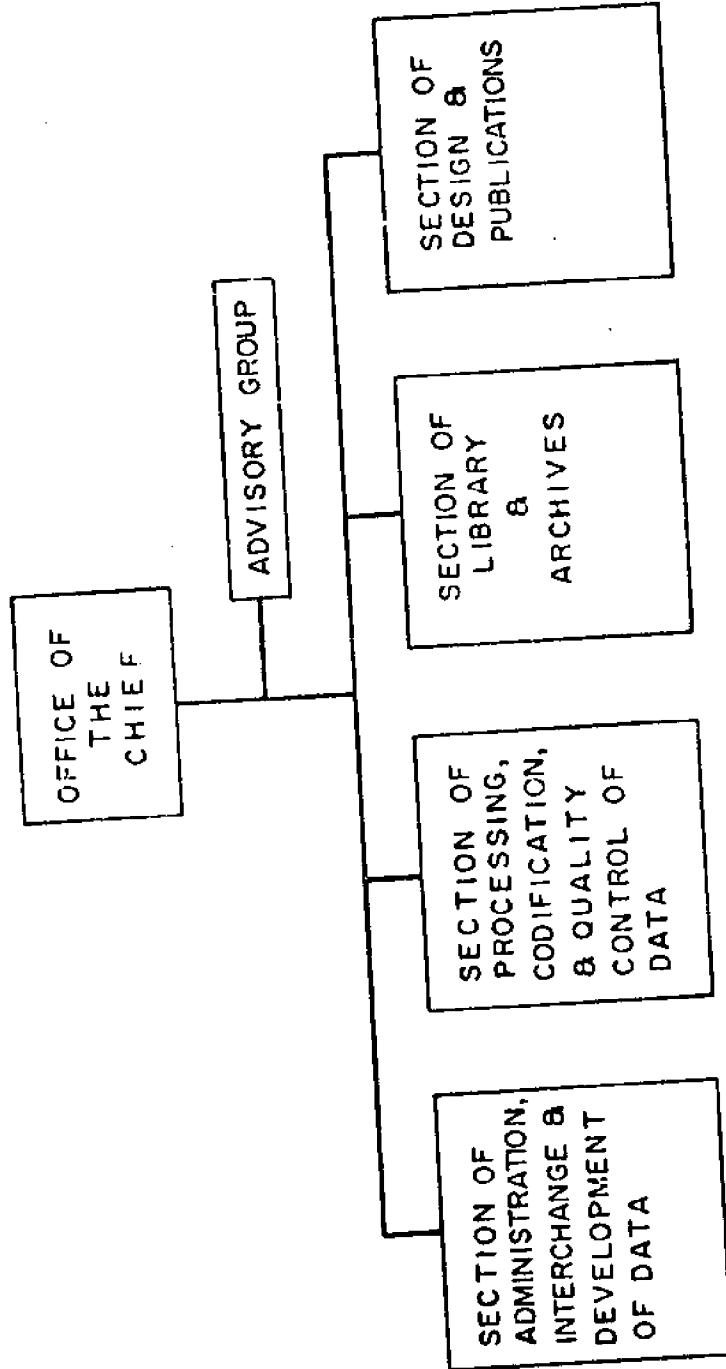 OFFICE OF
THE
CHIEF
ADVISORY GROUP
SECTION OF
ADMINISTRATION,
INTERCHANGE &
DEVELOPMENT
OF DATA
SECTION OF
PROCESSING,
CODIFICATION,
& QUALITY
CONTROL OF
DATA
SECTION OF
LIBRARY
&
ARCHIVES
SECTION OF
DESIGN &
PUBLICATIONS